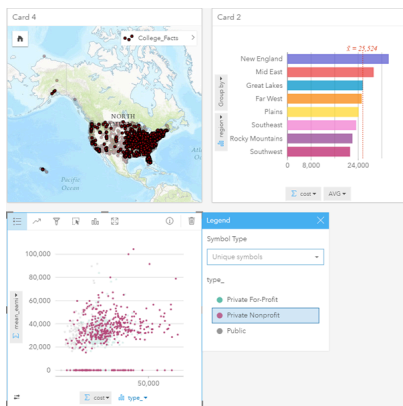 Card 4
College_Facts
NORTH
Pacific
Ocean
Card 2
x̄ = 25,524
New England
Mid East
Great Lakes
Far West
Plains
Southeast
Rocky Mountains
Southwest
Group by
region
0 8,000 24,000
Σ cost
AVG
100,000
80,000
60,000
40,000
20,000
0
50,000
Σ cost
type_
Legend
Symbol Type
Unique symbols
type_
Private For-Profit
Private Nonprofit
Public